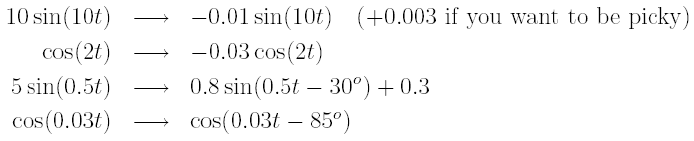 10 sin(10t) ⟶ −0.01 sin(10t) (+0.003 if you want to be picky)
cos(2t) ⟶ −0.03 cos(2t)
5 sin(0.5t) ⟶ 0.8 sin(0.5t − 30°) + 0.3
cos(0.03t) ⟶ cos(0.03t − 85°)